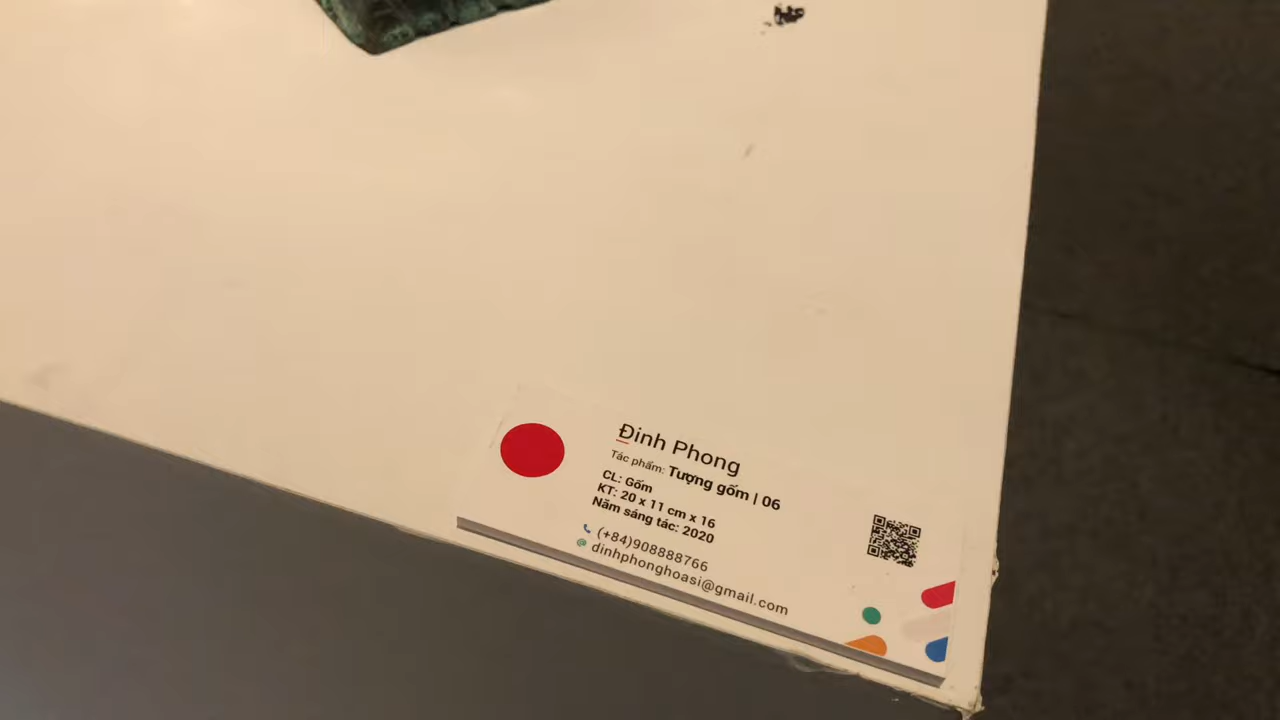 Đinh Phong
Tác phẩm: Tượng gốm | 06
CL: Gốm
KT: 20 x 11 cm x 16
Năm sáng tác: 2020
(+84)908888766
dinhphonghoasi@gmail.com